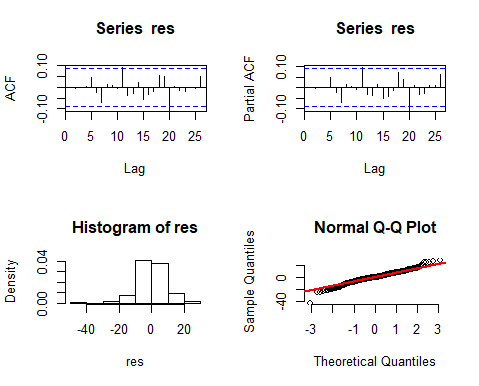 Series res
ACF
0.10
-0.10
0 5 10 15 20 25
Lag
Series res
Partial ACF
0.10
-0.10
0 5 10 15 20 25
Lag
Histogram of res
Density
0.04
0.00
-40 -20 0 20
res
Normal Q-Q Plot
Sample Quantiles
0
-40
-3 -1 0 1 2 3
Theoretical Quantiles